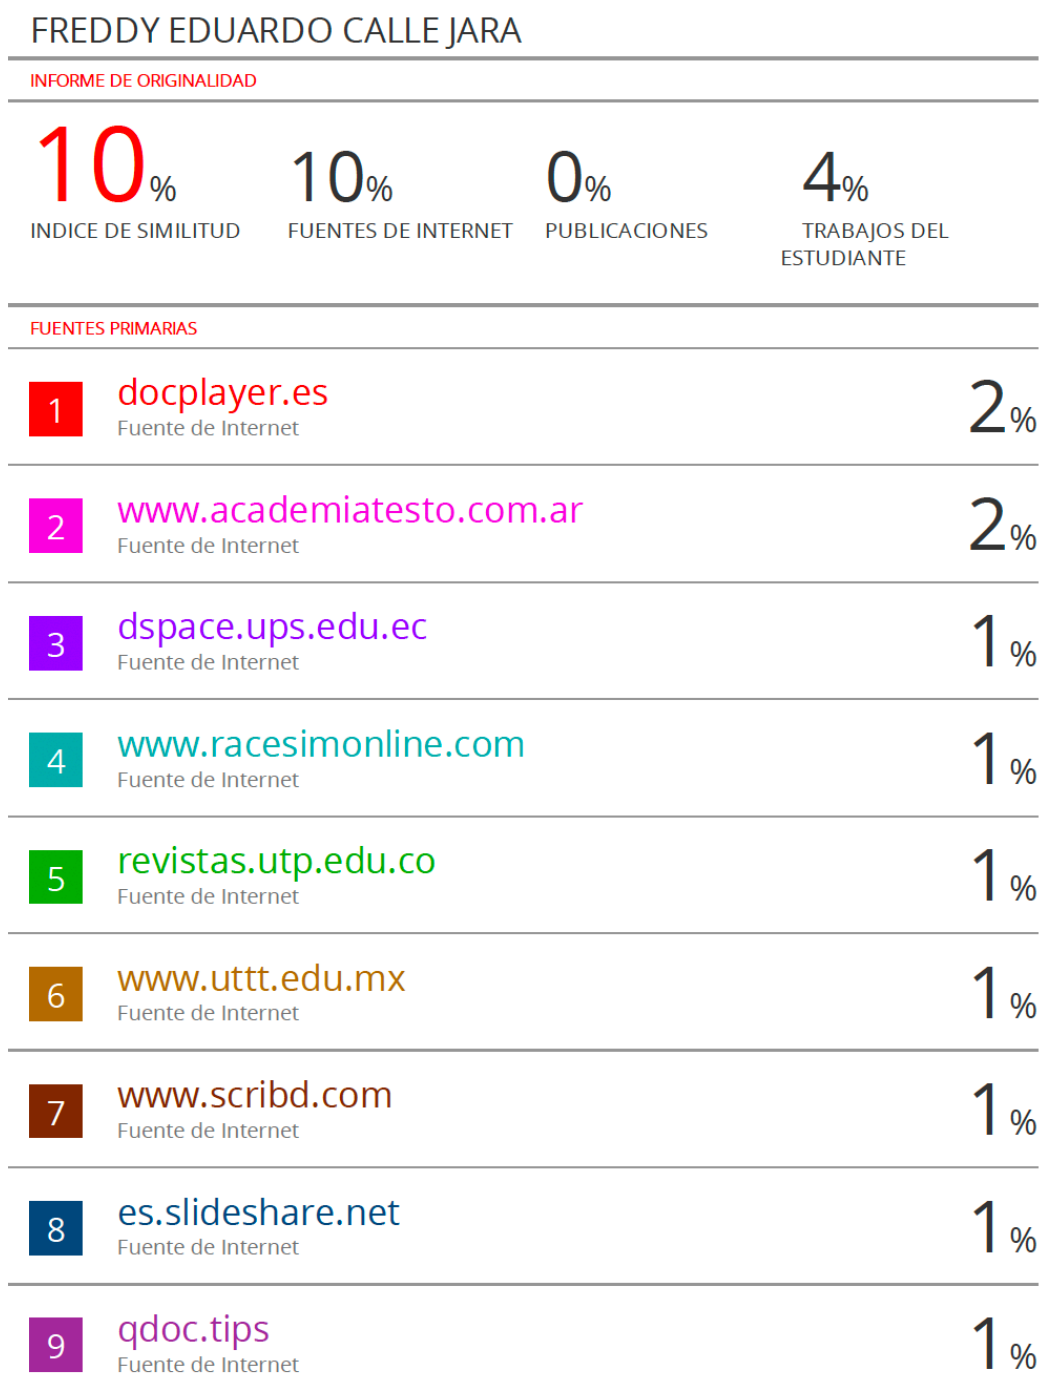 FREDDY EDUARDO CALLE JARA
INFORME DE ORIGINALIDAD
10% 10% 0% 4%
INDICE DE SIMILITUD FUENTES DE INTERNET PUBLICACIONES TRABAJOS DEL
ESTUDIANTE
FUENTES PRIMARIAS
1 docplayer.es 2%
Fuente de Internet
2 www.academiatesto.com.ar 2%
Fuente de Internet
3 dspace.ups.edu.ec 1%
Fuente de Internet
4 www.racesimonline.com 1%
Fuente de Internet
5 revistas.utp.edu.co 1%
Fuente de Internet
6 www.uttt.edu.mx 1%
Fuente de Internet
7 www.scribd.com 1%
Fuente de Internet
8 es.slideshare.net 1%
Fuente de Internet
9 qdoc.tips 1%
Fuente de Internet